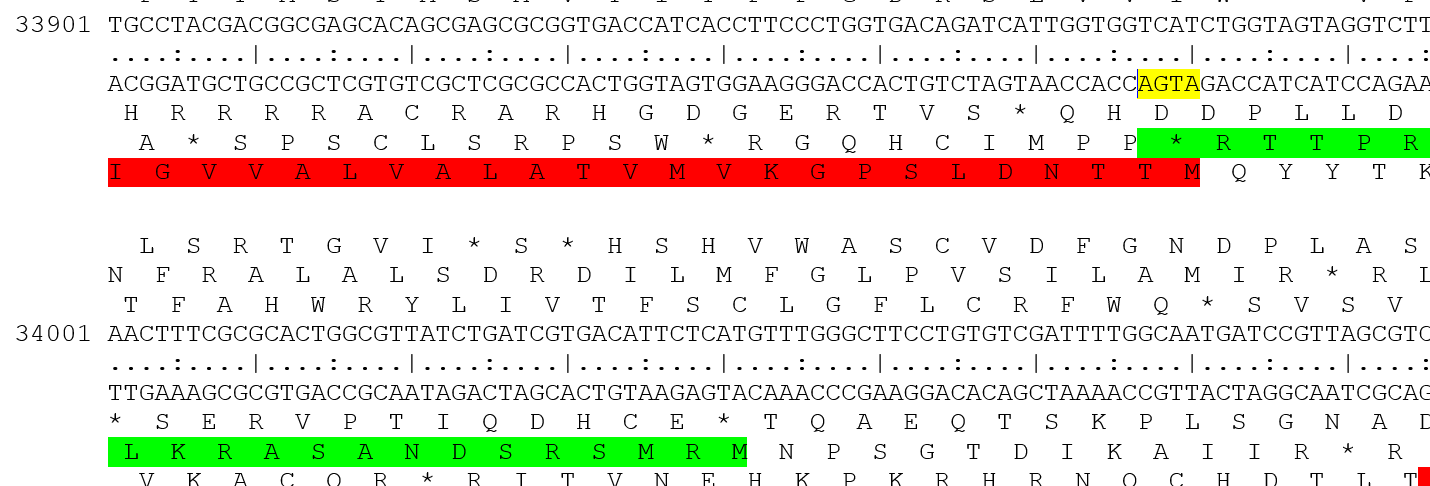 33901 TGCCTACGACGGCGAGCACAGCGAGCGCGGTGACCATCACCTTCCCTGGTGACAGATCATTGGTGGTCATCTGGTAGTAGGTCTT
....:....|....:....|....:....|....:....|....:....|....:....|....:....|....:....|....:
ACGGATGCTGCCGCTCGTGTCGCTCGCGCCACTGGTAGTGGAAGGGACCACTGTCTAGTAACCACCAGTAGACCATCATCCAGAA
H R R R R A C R A R H G D G E R T V S * Q H D D P L L D
A * S P S C L S R P S W * R G Q H C I M P P * R T T P R
I G V V A L V A L A T V M V K G P S L D N T T M Q Y Y T K
L S R T G V I * S * H S H V W A S C V D F G N D P L A S
N F R A L A L S D R D I L M F G L P V S I L A M I R * R L
T F A H W R Y L I V T F S C L G F L C R F W Q * S V S V
34001 AACTTTCGCGCACTGGCGTTATCTGATCGTGACATTCTCATGTTTGGGCTTCCTGTGTCGATTTTGGCAATGATCCGTTAGCGTC
....:....|....:....|....:....|....:....|....:....|....:....|....:....|....:....|....:
TTGAAAGCGCGTGACCGCAATAGACTAGCACTGTAAGAGTACAAACCCGAAGGACACAGCTAAAACCGTTACTAGGCAATCGCAG
* S E R V P T I Q D H C E * T Q A E Q T S K P L S G N A D
L K R A S A N D S R S M R M N P S G T D I K A I I R * R
V K A C Q R * R I T V N E H K P K R H R N Q C H D T L T